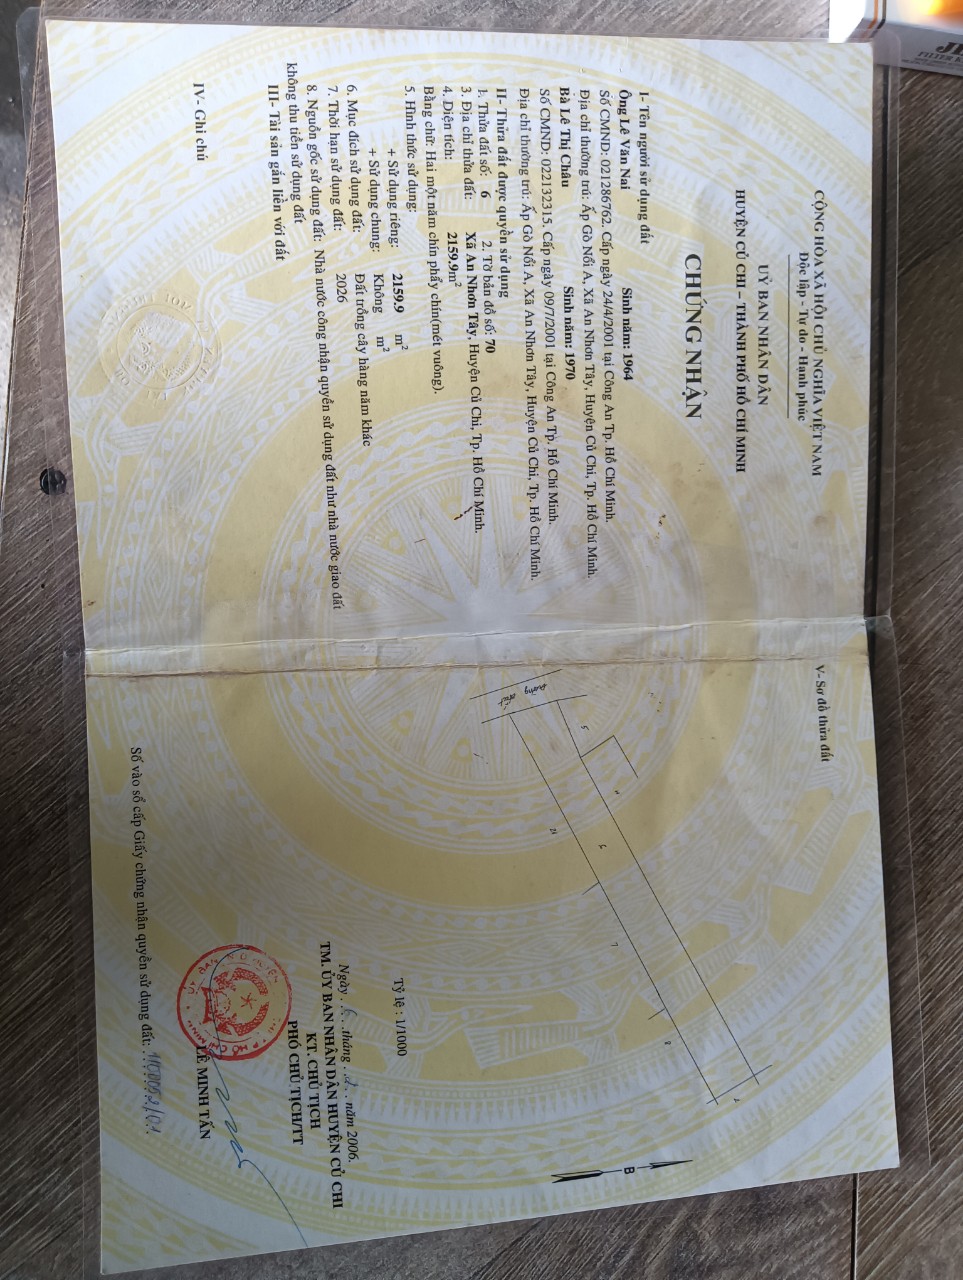 CỘNG HÒA XÃ HỘI CHỦ NGHĨA VIỆT NAM
Độc lập - Tự do - Hạnh phúc
UỶ BAN NHÂN DÂN
HUYỆN CỦ CHI – THÀNH PHỐ HỒ CHÍ MINH
CHỨNG NHẬN
I- Tên người sử dụng đất
Ông Lê Văn Nai Sinh năm: 1964
Số CMND: 021286762. Cấp ngày 24/4/2001 tại Công An Tp. Hồ Chí Minh.
Địa chỉ thường trú: Ấp Gò Nổi A, Xã An Nhơn Tây, Huyện Củ Chi, Tp. Hồ Chí Minh.
Bà Lê Thị Châu Sinh năm: 1970
Số CMND: 022132315. Cấp ngày 09/7/2001 tại Công An Tp. Hồ Chí Minh.
Địa chỉ thường trú: Ấp Gò Nổi A, Xã An Nhơn Tây, Huyện Củ Chi, Tp. Hồ Chí Minh.
II- Thửa đất được quyền sử dụng
1. Thửa đất số: 6 2. Tờ bản đồ số: 70
3. Địa chỉ thửa đất: Xã An Nhơn Tây, Huyện Củ Chi, Tp. Hồ Chí Minh.
4. Diện tích: 2159.9m²
Bằng chữ: Hai một năm chín phẩy chín(mét vuông).
5. Hình thức sử dụng:
+ Sử dụng riêng: 2159.9 m²
+ Sử dụng chung: Không m²
6. Mục đích sử dụng đất: Đất trồng cây hàng năm khác
7. Thời hạn sử dụng đất: 2026
8. Nguồn gốc sử dụng đất: Nhà nước công nhận quyền sử dụng đất như nhà nước giao đất
không thu tiền sử dụng đất
III- Tài sản gắn liền với đất
IV- Ghi chú
V- Sơ đồ thửa đất
5
6
7
B
Tỷ lệ : 1/1000
Ngày . . 6 . .tháng . . . năm 2006.
TM. ỦY BAN NHÂN DÂN HUYỆN CỦ CHI
KT. CHỦ TỊCH
PHÓ CHỦ TỊCH/TT
LÊ MINH TẤN
Số vào sổ cấp Giấy chứng nhận quyền sử dụng đất: